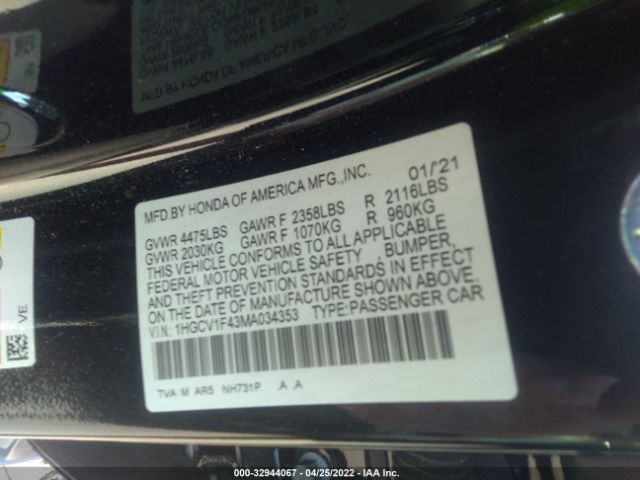 MFD.BY HONDA OF AMERICA MFG.,INC. 01/'21
GVWR 4475LBS GAWR F 2358LBS R 2116LBS
GVWR 2030KG GAWR F 1070KG R 960KG
THIS VEHICLE CONFORMS TO ALL APPLICABLE
FEDERAL MOTOR VEHICLE SAFETY , BUMPER,
AND THEFT PREVENTION STANDARDS IN EFFECT
ON THE DATE OF MANUFACTURE SHOWN ABOVE.
V.I.N: 1HGCV1F43MA034353 TYPE:PASSENGER CAR
TVA M AR5 NH731P .A .A
VE
000-32944067 - 04/25/2022 - IAA Inc.